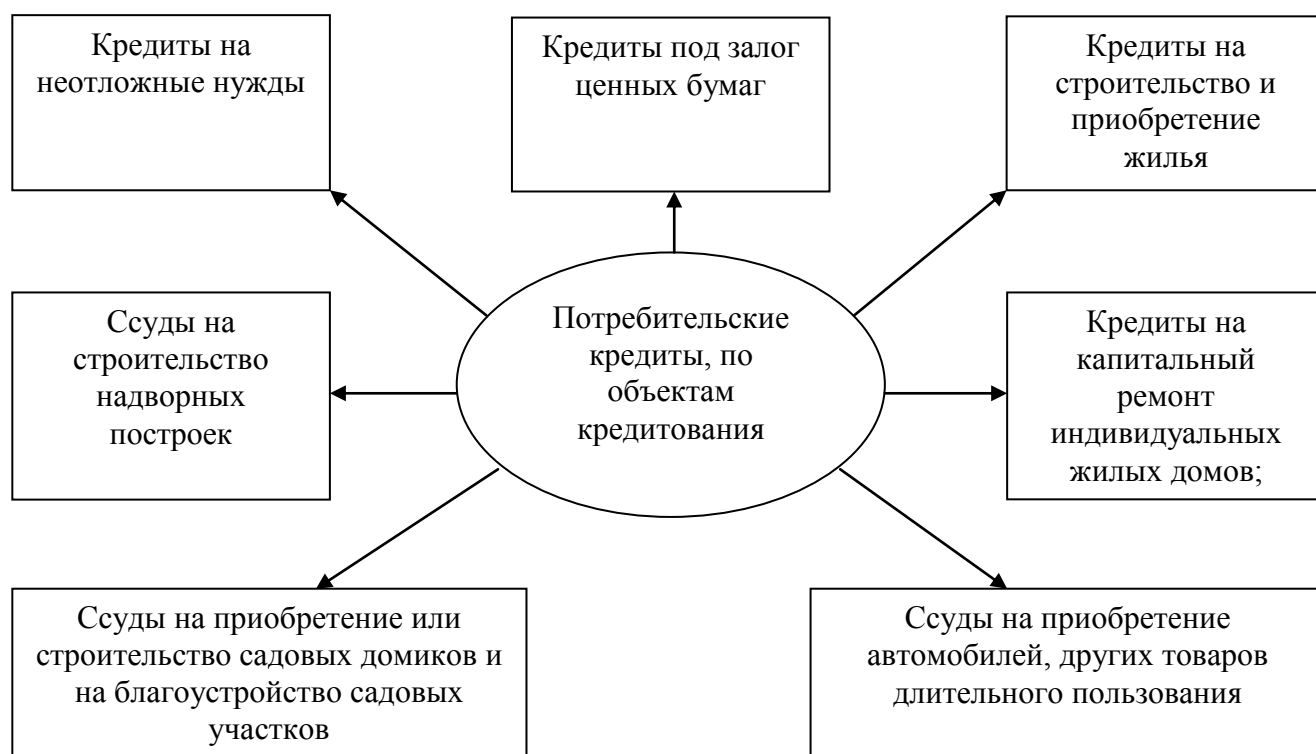 Кредиты на
неотложные нужды
Кредиты под залог
ценных бумаг
Кредиты на
строительство и
приобретение
жилья
Ссуды на
строительство
надворных
построек
Потребительские
кредиты, по
объектам
кредитования
Кредиты на
капитальный
ремонт
индивидуальных
жилых домов;
Ссуды на приобретение или
строительство садовых домиков и
на благоустройство садовых
участков
Ссуды на приобретение
автомобилей, других товаров
длительного пользования